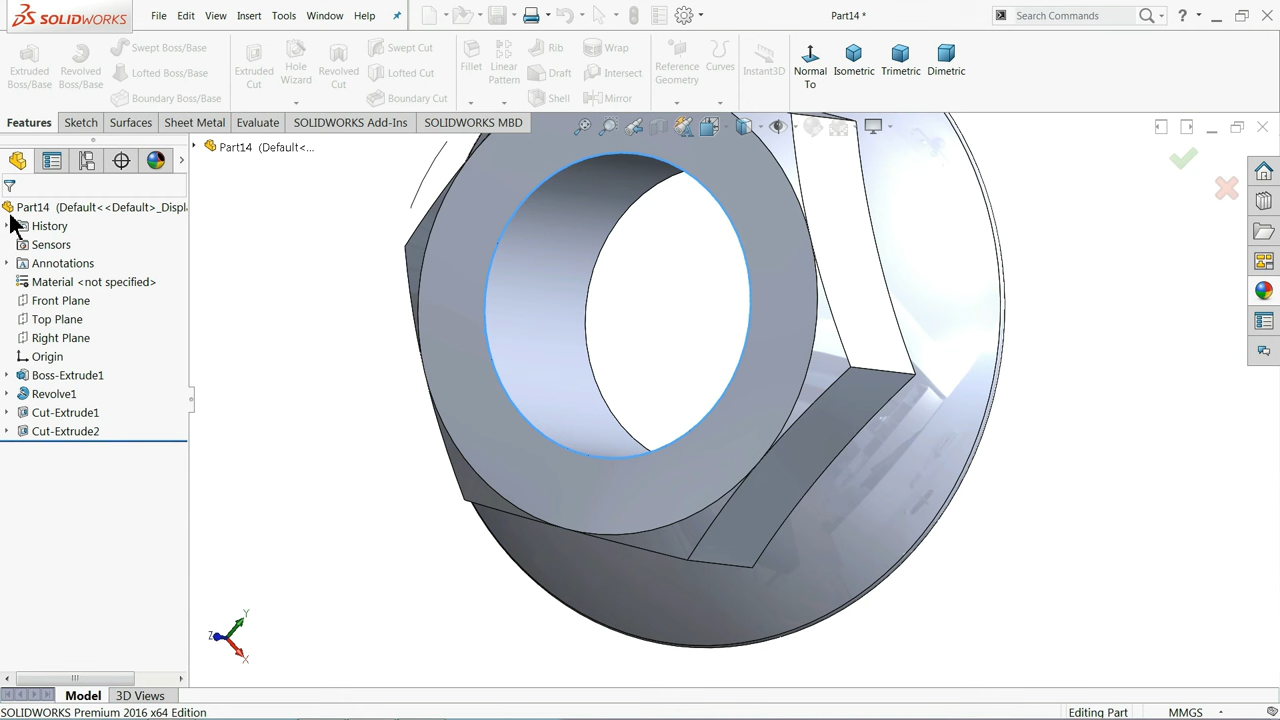 SOLIDWORKS
File Edit View Insert Tools Window Help
Part14 *
Search Commands
Extruded Boss/Base
Revolved Boss/Base
Swept Boss/Base
Lofted Boss/Base
Boundary Boss/Base
Extruded Cut
Hole Wizard
Revolved Cut
Swept Cut
Lofted Cut
Boundary Cut
Fillet
Linear Pattern
Rib
Draft
Shell
Wrap
Intersect
Mirror
Reference Geometry
Curves
Instant3D
Normal To
Isometric
Trimetric
Dimetric
Features Sketch Surfaces Sheet Metal Evaluate SOLIDWORKS Add-Ins SOLIDWORKS MBD
Part14 (Default<...
Part14 (Default<<Default>_Displ
History
Sensors
Annotations
Material <not specified>
Front Plane
Top Plane
Right Plane
Origin
Boss-Extrude1
Revolve1
Cut-Extrude1
Cut-Extrude2
Y
Z
X
Model 3D Views
SOLIDWORKS Premium 2016 x64 Edition
Editing Part
MMGS